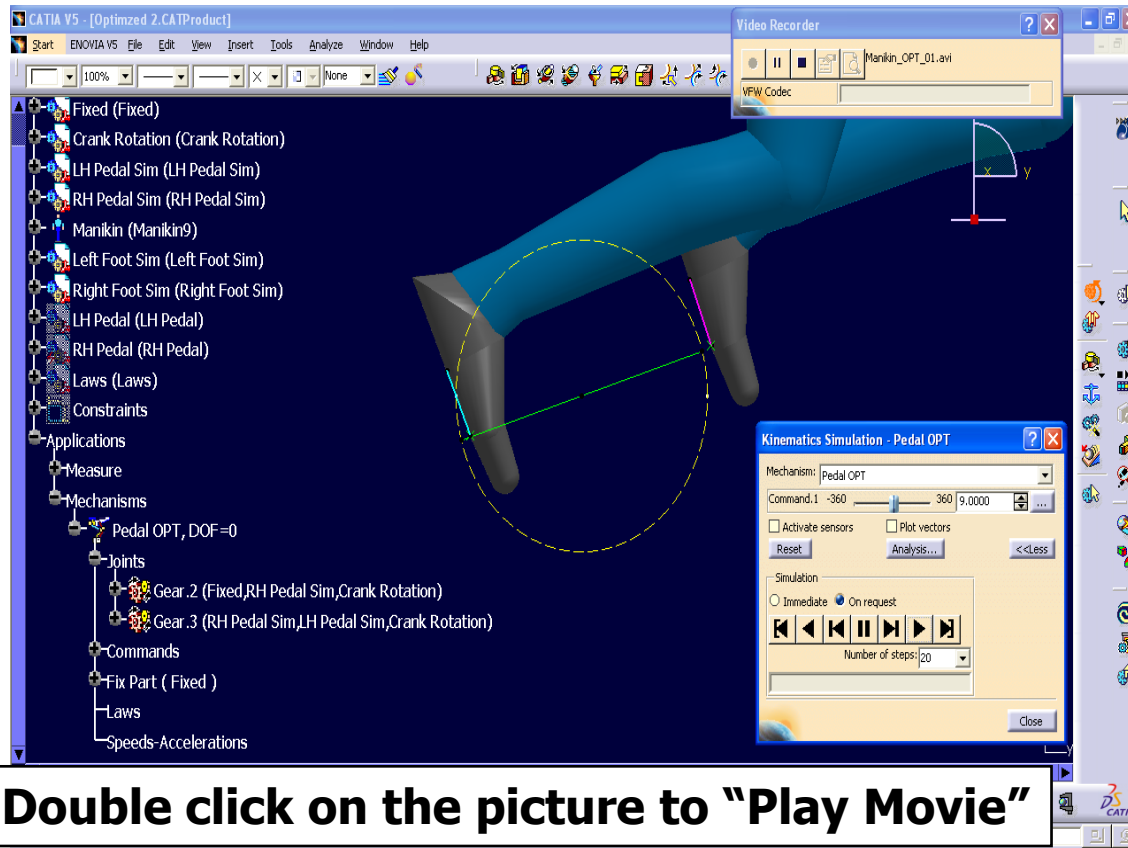 CATIA V5 - [Optimzed 2.CATProduct]
Start ENOVIA V5 File Edit View Insert Tools Analyze Window Help
100% None
Video Recorder
Manikin_OPT_01.avi
VFW Codec
Fixed (Fixed)
Crank Rotation (Crank Rotation)
LH Pedal Sim (LH Pedal Sim)
RH Pedal Sim (RH Pedal Sim)
Manikin (Manikin9)
Left Foot Sim (Left Foot Sim)
Right Foot Sim (Right Foot Sim)
LH Pedal (LH Pedal)
RH Pedal (RH Pedal)
Laws (Laws)
Constraints
Applications
Measure
Mechanisms
Pedal OPT, DOF=0
Joints
Gear.2 (Fixed,RH Pedal Sim,Crank Rotation)
Gear.3 (RH Pedal Sim,LH Pedal Sim,Crank Rotation)
Commands
Fix Part ( Fixed )
Laws
Speeds-Accelerations
x y
Kinematics Simulation - Pedal OPT
Mechanism: Pedal OPT
Command.1 -360 360 9.0000 ...
Activate sensors Plot vectors
Reset Analysis... <<Less
Simulation
Immediate On request
Number of steps: 20
Close
y
Double click on the picture to “Play Movie”